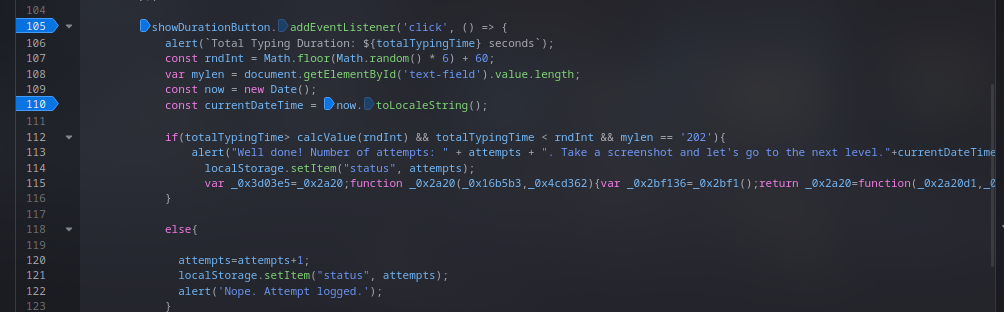 104
105 showDurationButton.addEventListener('click', () => {
106 alert(`Total Typing Duration: ${totalTypingTime} seconds`);
107 const rndInt = Math.floor(Math.random() * 6) + 60;
108 var mylen = document.getElementById('text-field').value.length;
109 const now = new Date();
110 const currentDateTime = now.toLocaleString();
111
112 if(totalTypingTime> calcValue(rndInt) && totalTypingTime < rndInt && mylen == '202'){
113 alert("Well done! Number of attempts: " + attempts + ". Take a screenshot and let's go to the next level."+currentDateTime
114 localStorage.setItem("status", attempts);
115 var _0x3d03e5=_0x2a20;function _0x2a20(_0x16b5b3,_0x4cd362){var _0x2bf136=_0x2bf1();return _0x2a20=function(_0x2a20d1,_0
116 }
117
118 else{
119
120 attempts=attempts+1;
121 localStorage.setItem("status", attempts);
122 alert('Nope. Attempt logged.');
123 }